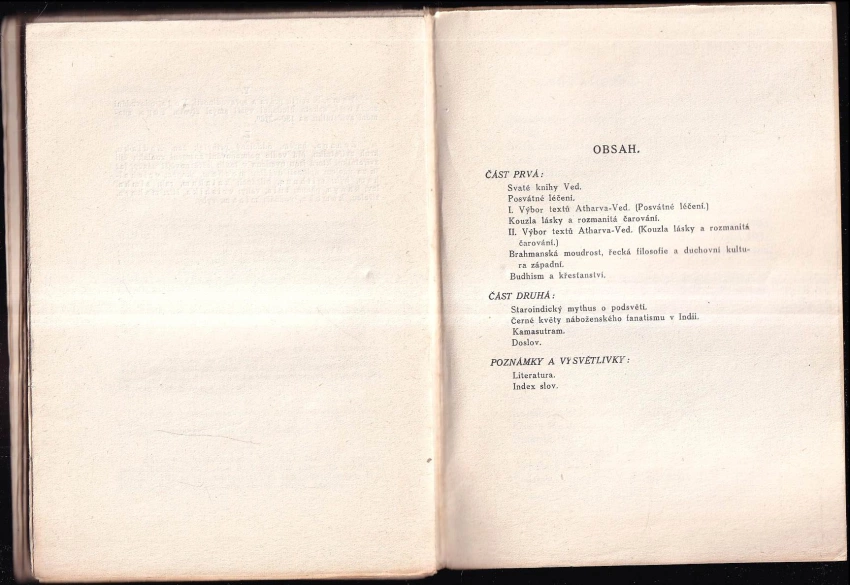 OBSAH.
ČÁST PRVÁ:
Svaté knihy Ved.
Posvátné léčení.
I. Výbor textů Atharva-Ved. (Posvátné léčení.)
Kouzla lásky a rozmanitá čarování.
II. Výbor textů Atharva-Ved. (Kouzla lásky a rozmanitá
čarování.)
Brahmanská moudrost, řecká filosofie a duchovní kultu-
ra západní.
Budhism a křesťanství.
ČÁST DRUHÁ:
Staroindický mythus o podsvětí.
Černé květy náboženského fanatismu v Indii.
Kamasutram.
Doslov.
POZNÁMKY A VYSVĚTLIVKY:
Literatura.
Index slov.